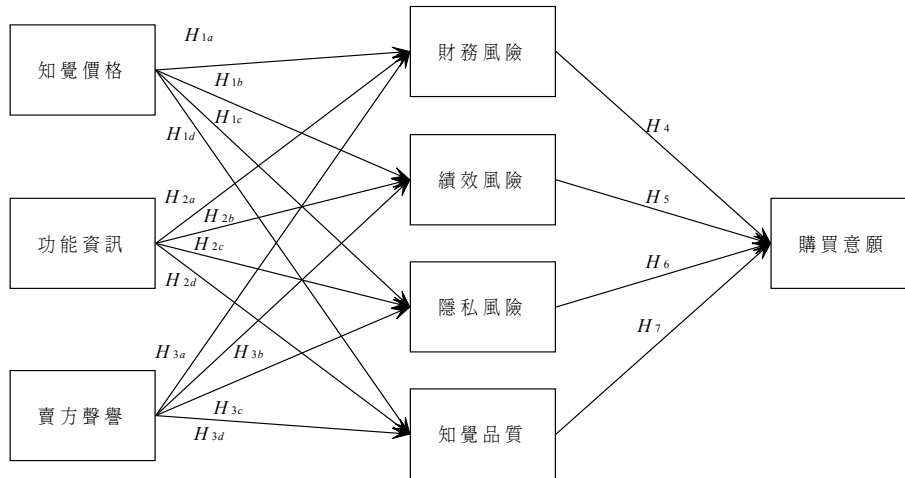 知覺價格
功能資訊
賣方聲譽
H1a
H1b
H1c
H1d
H2a
H2b
H2c
H2d
H3a
H3b
H3c
H3d
財務風險
績效風險
隱私風險
知覺品質
H4
H5
H6
H7
購買意願